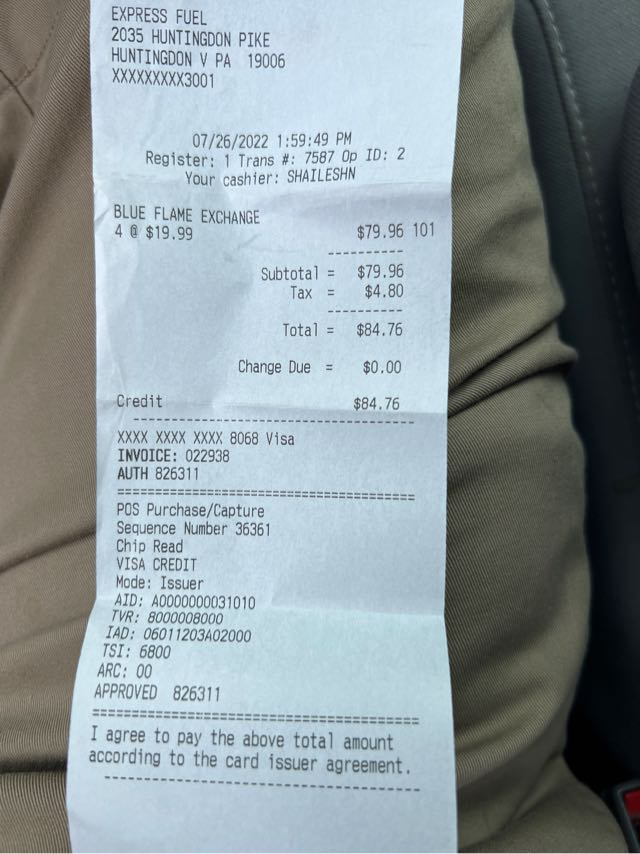 EXPRESS FUEL
2035 HUNTINGDON PIKE
HUNTINGDON V PA 19006
XXXXXXXXX3001
07/26/2022 1:59:49 PM
Register: 1 Trans #: 7587 Op ID: 2
Your cashier: SHAILESHN
BLUE FLAME EXCHANGE
4 @ $19.99 $79.96 101
----------
Subtotal = $79.96
Tax = $4.80
----------
Total = $84.76
Change Due = $0.00
Credit $84.76
----------------------------------------
XXXX XXXX XXXX 8068 Visa
INVOICE: 022938
AUTH 826311
========================================
POS Purchase/Capture
Sequence Number 36361
Chip Read
VISA CREDIT
Mode: Issuer
AID: A0000000031010
TVR: 8000008000
IAD: 06011203A02000
TSI: 6800
ARC: 00
APPROVED 826311
========================================
I agree to pay the above total amount
according to the card issuer agreement.
----------------------------------------